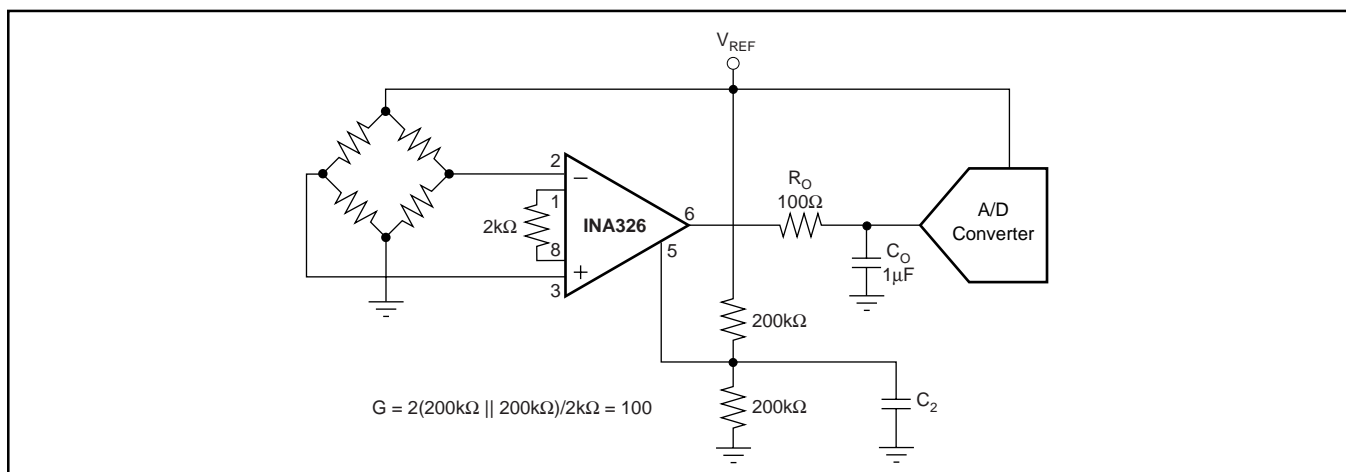 V_REF
2
1
2kΩ
8
3
−
+
INA326
6
5
R_O
100Ω
A/D
Converter
C_O
1μF
200kΩ
200kΩ
C_2
G = 2(200kΩ || 200kΩ)/2kΩ = 100